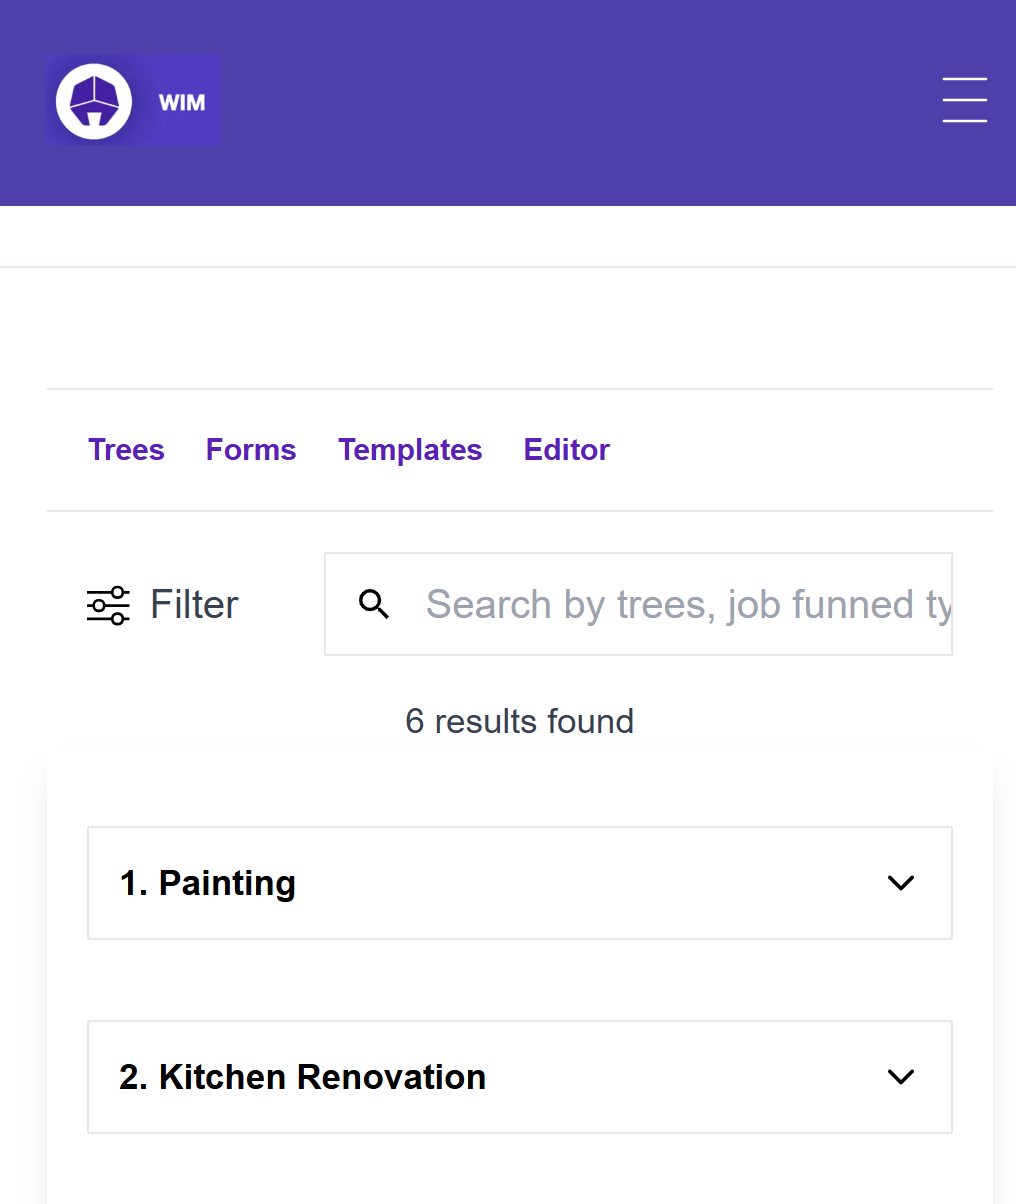 WIM
Trees Forms Templates Editor
Filter
Search by trees, job funned ty
6 results found
1. Painting
2. Kitchen Renovation